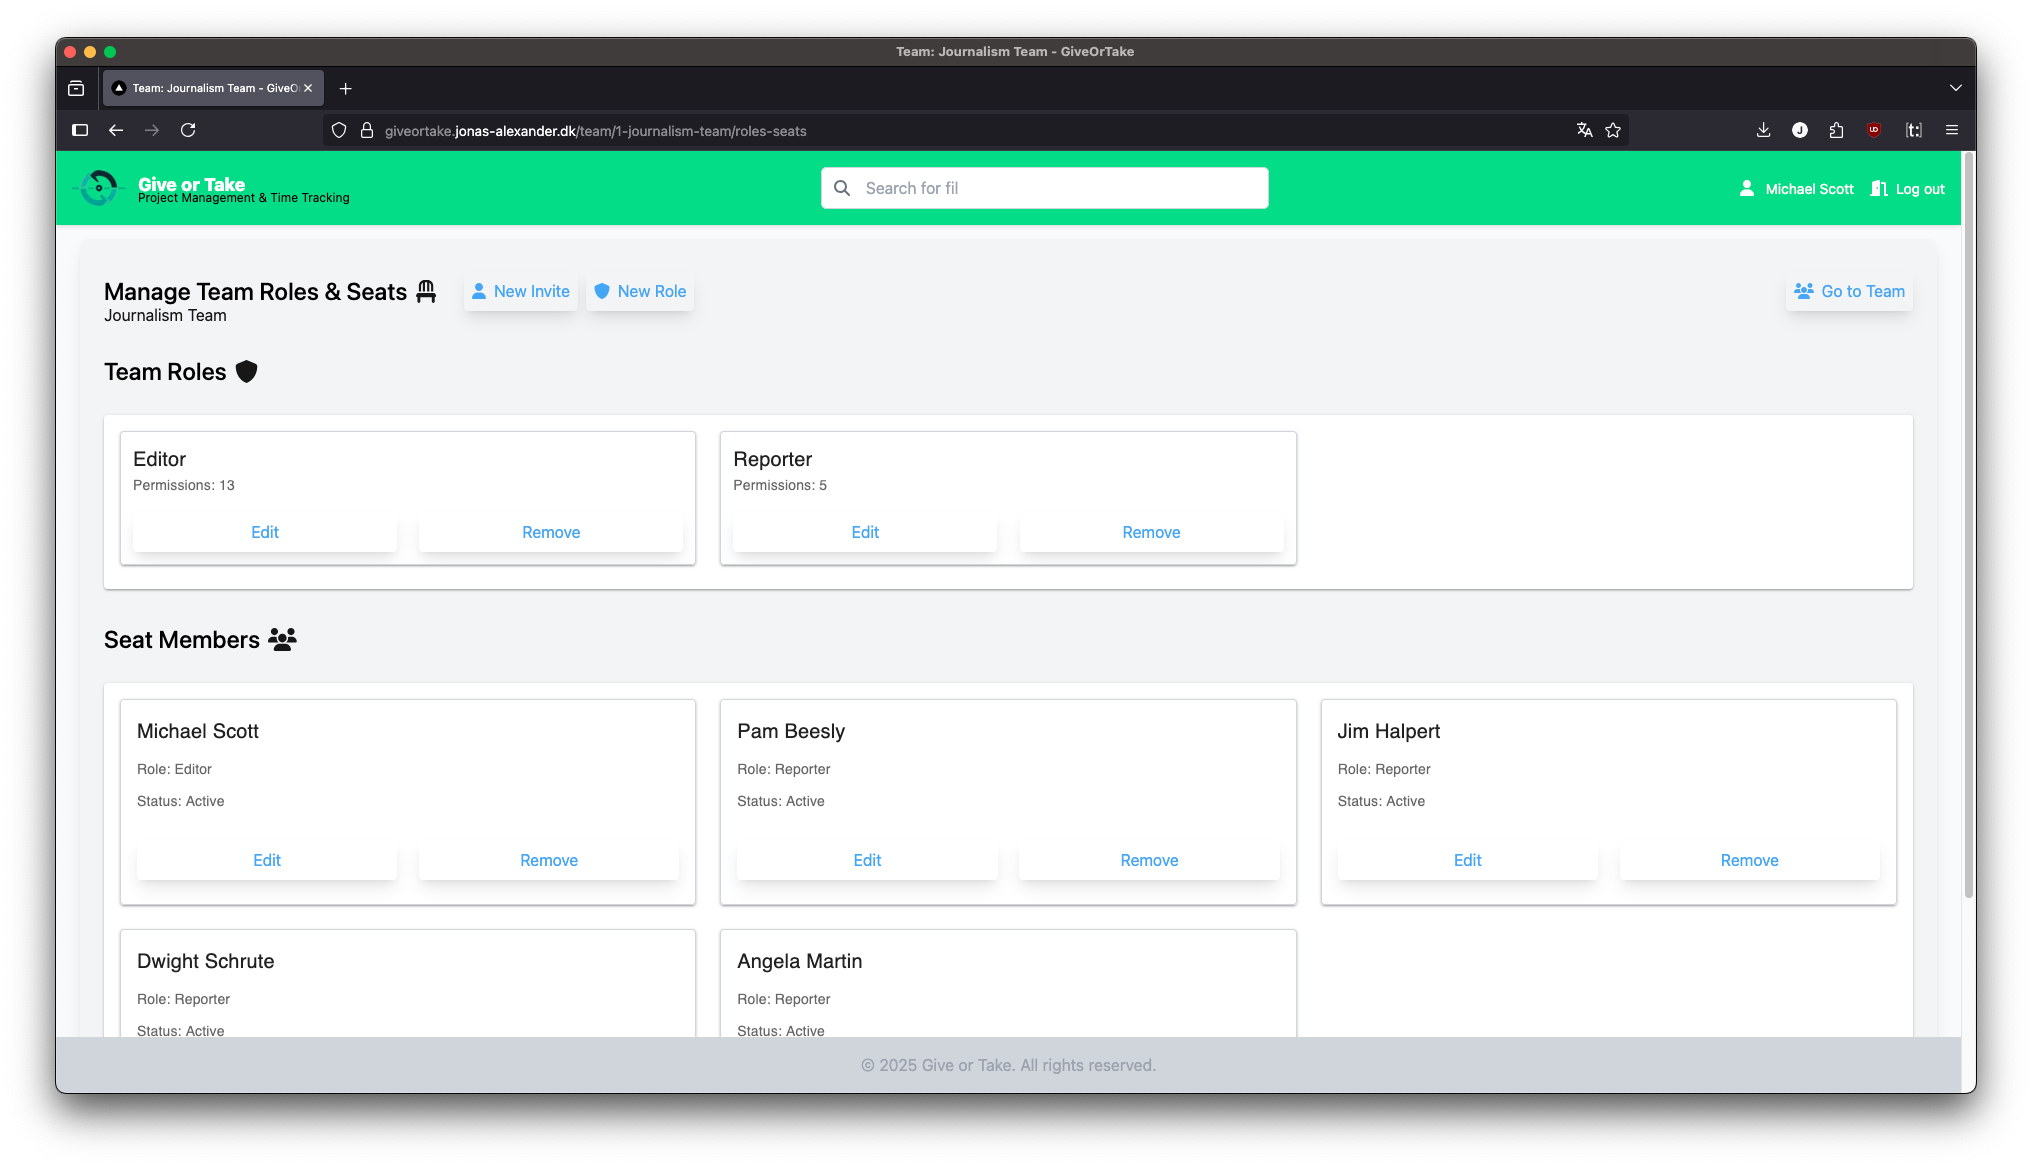 Team: Journalism Team - GiveOrTake
Team: Journalism Team - GiveO
giveortake.jonas-alexander.dk/team/1-journalism-team/roles-seats
Give or Take
Project Management & Time Tracking
Search for fil
Michael Scott
Log out
Manage Team Roles & Seats
New Invite
New Role
Go to Team
Journalism Team
Team Roles
Editor
Permissions: 13
Edit
Remove
Reporter
Permissions: 5
Edit
Remove
Seat Members
Michael Scott
Role: Editor
Status: Active
Edit
Remove
Pam Beesly
Role: Reporter
Status: Active
Edit
Remove
Jim Halpert
Role: Reporter
Status: Active
Edit
Remove
Dwight Schrute
Role: Reporter
Status: Active
Angela Martin
Role: Reporter
Status: Active
© 2025 Give or Take. All rights reserved.